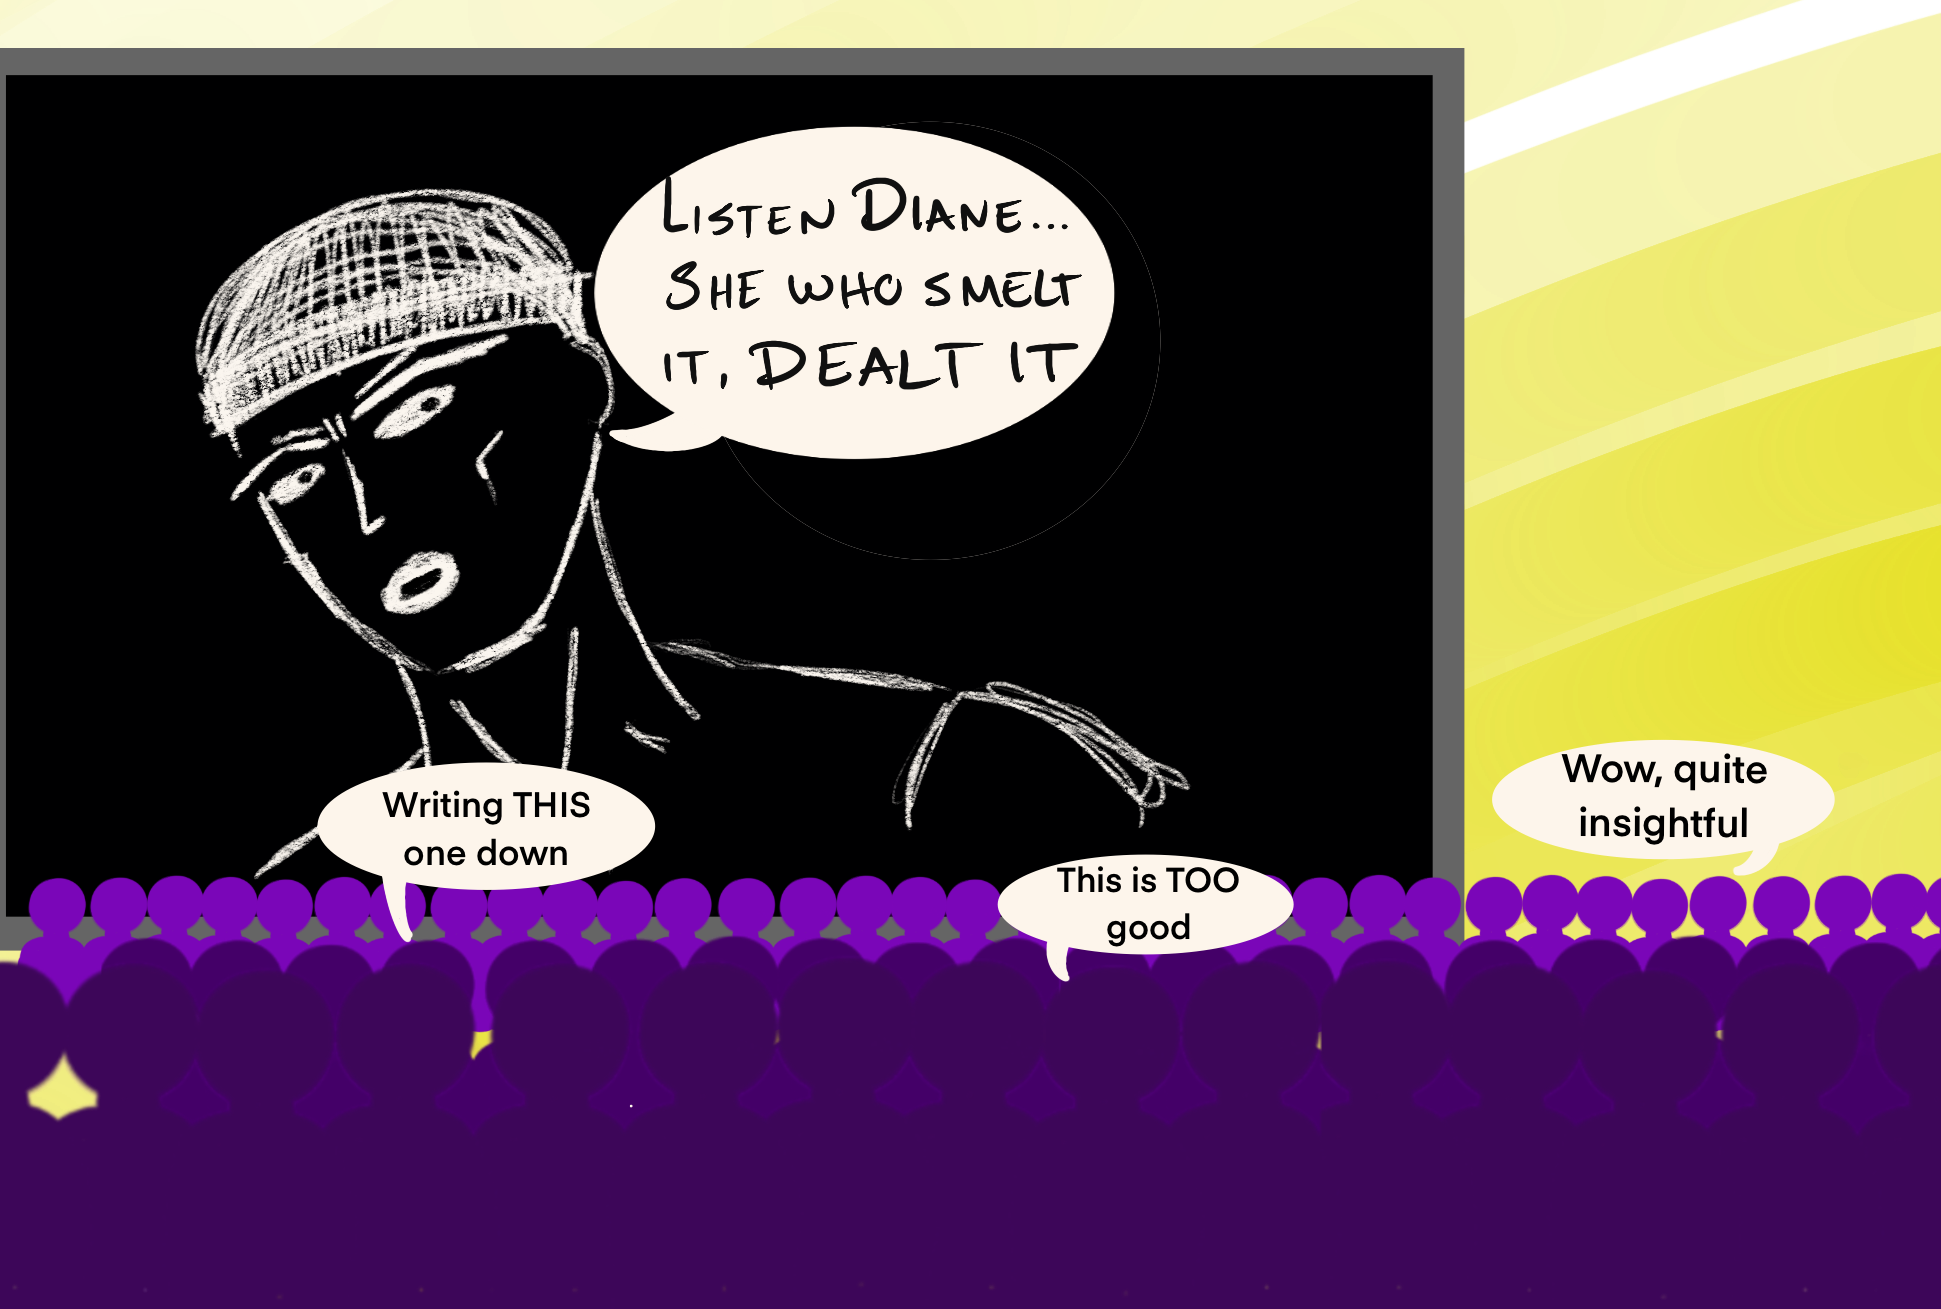 Listen Diane...
She who smelt
it, DEALT IT
Writing THIS
one down
This is TOO
good
Wow, quite
insightful